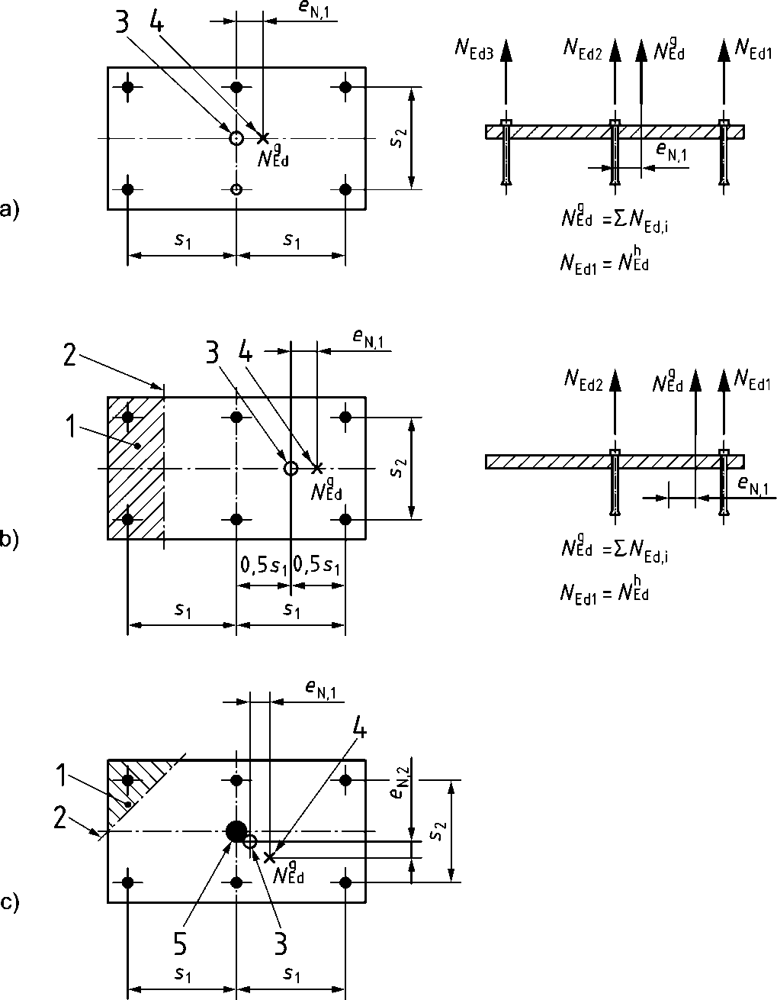 e_N,1
3 4
N_Ed3 N_Ed2 N^g_Ed N_Ed1
s_2
e_N,1
N^g_Ed
a)
N^g_Ed = ΣN_Ed,i
s_1 s_1
N_Ed1 = N^h_Ed
e_N,1
2 3 4
N_Ed2 N^g_Ed N_Ed1
1
s_2
N^g_Ed
e_N,1
b)
N^g_Ed = ΣN_Ed,i
0,5s_1 0,5s_1
N_Ed1 = N^h_Ed
s_1 s_1
e_N,1
4
1
e_N,2
2
s_2
N^g_Ed
c)
5 3
s_1 s_1